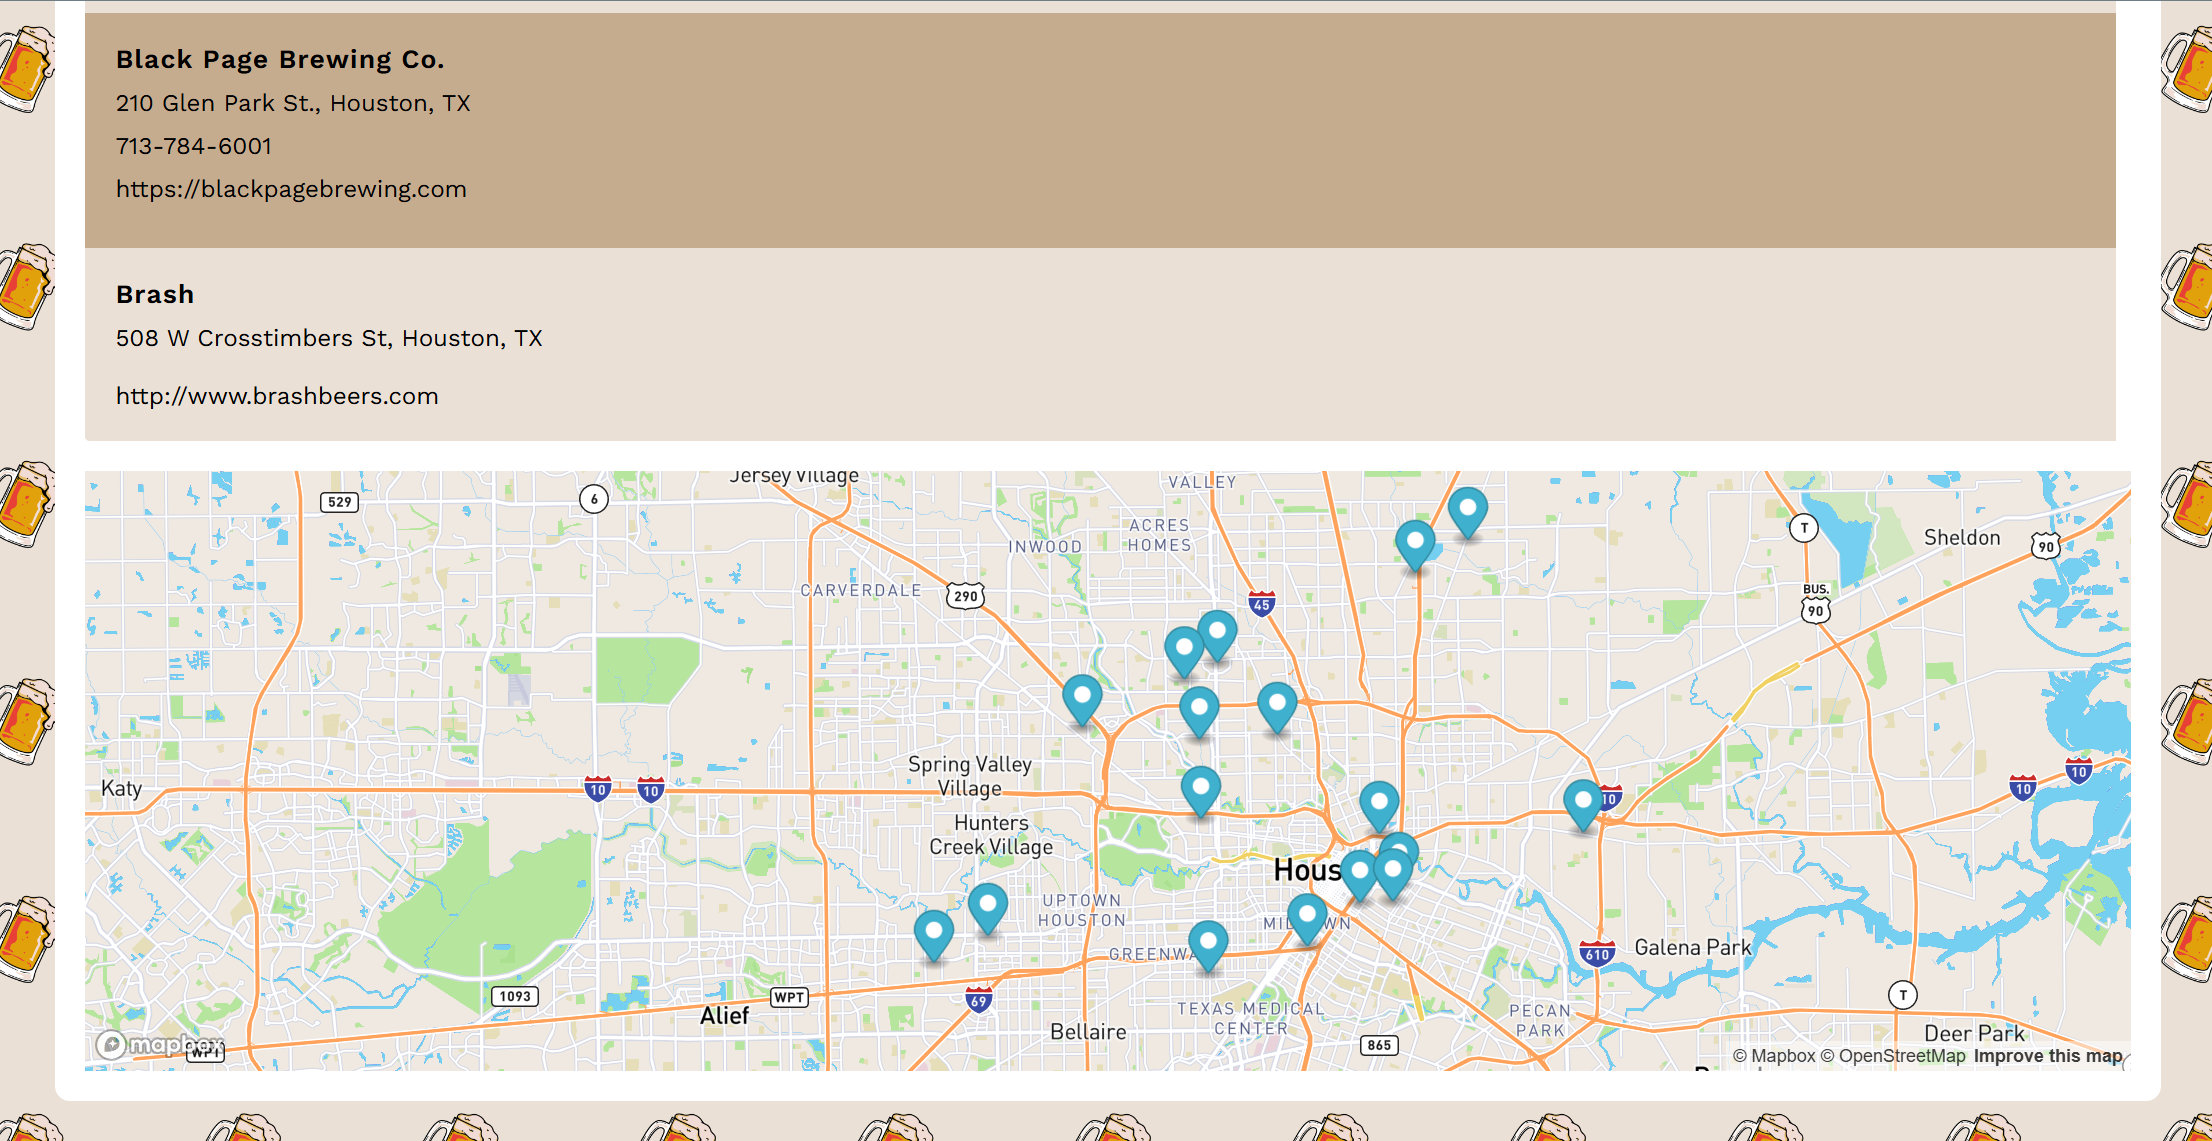 Black Page Brewing Co.
210 Glen Park St., Houston, TX
713-784-6001
https://blackpagebrewing.com
Brash
508 W Crosstimbers St, Houston, TX
http://www.brashbeers.com
Jersey Village
VALLEY
529
6
ACRES
HOMES
INWOOD
T
Sheldon
90
CARVERDALE
290
45
BUS.
90
Spring Valley
Village
Katy
10
10
10
10
10
Hunters
Creek Village
Hous
UPTOWN
HOUSTON
MI
WN
GREENWA
610
Galena Park
1093
WPT
69
T
Alief
TEXAS MEDICAL
CENTER
PECAN
PARK
Bellaire
865
Deer Park
mapbox
WPT
© Mapbox © OpenStreetMap Improve this map